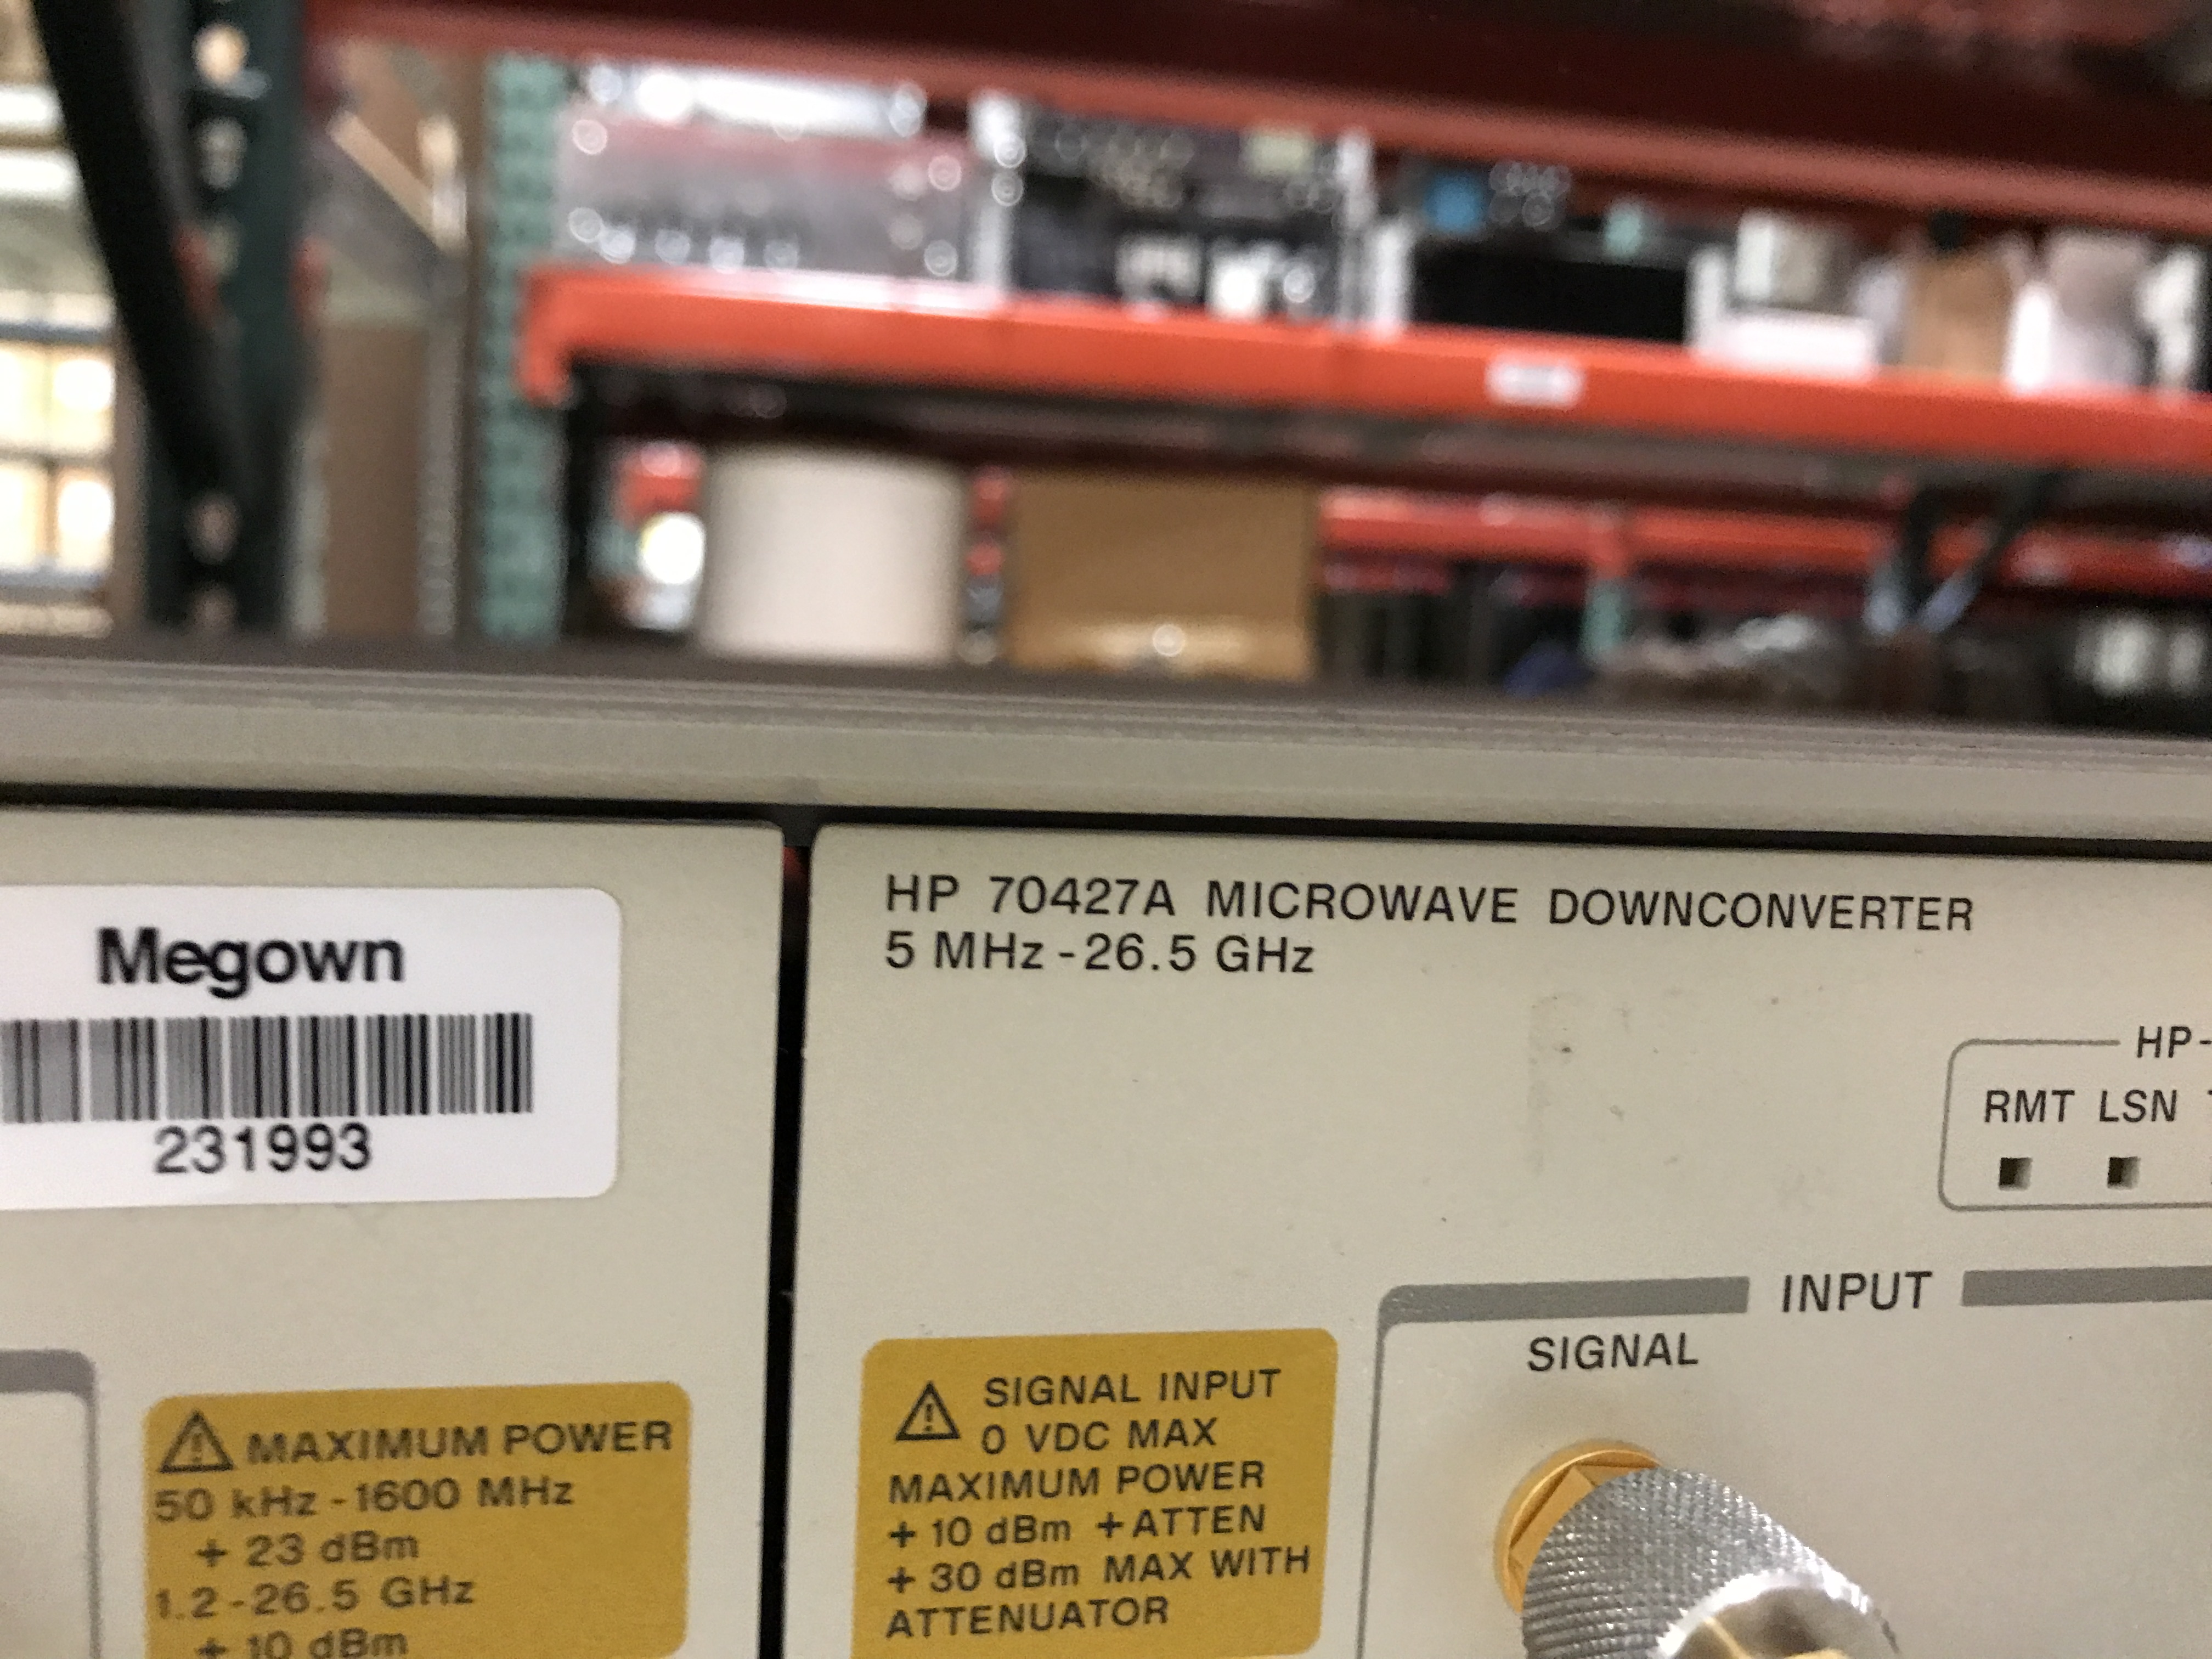 Megown
231993
MAXIMUM POWER
50 kHz - 1600 MHz
+ 23 dBm
1.2 - 26.5 GHz
+ 10 dBm
HP 70427A MICROWAVE DOWNCONVERTER
5 MHz - 26.5 GHz
HP-
RMT LSN
INPUT
SIGNAL
SIGNAL INPUT
0 VDC MAX
MAXIMUM POWER
+ 10 dBm + ATTEN
+ 30 dBm MAX WITH
ATTENUATOR